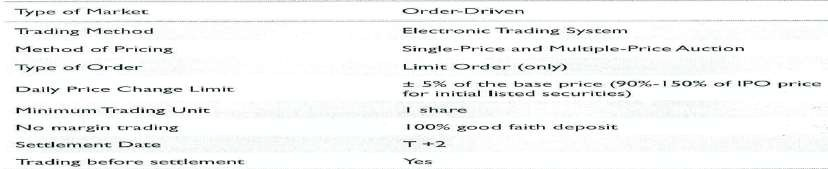 Type of Market Order-Driven
Trading Method Electronic Trading System
Method of Pricing Single-Price and Multiple-Price Auction
Type of Order Limit Order (only)
Daily Price Change Limit ± 5% of the base price (90%-150% of IPO price for initial listed securities)
Minimum Trading Unit 1 share
No margin trading 100% good faith deposit
Settlement Date T +2
Trading before settlement Yes